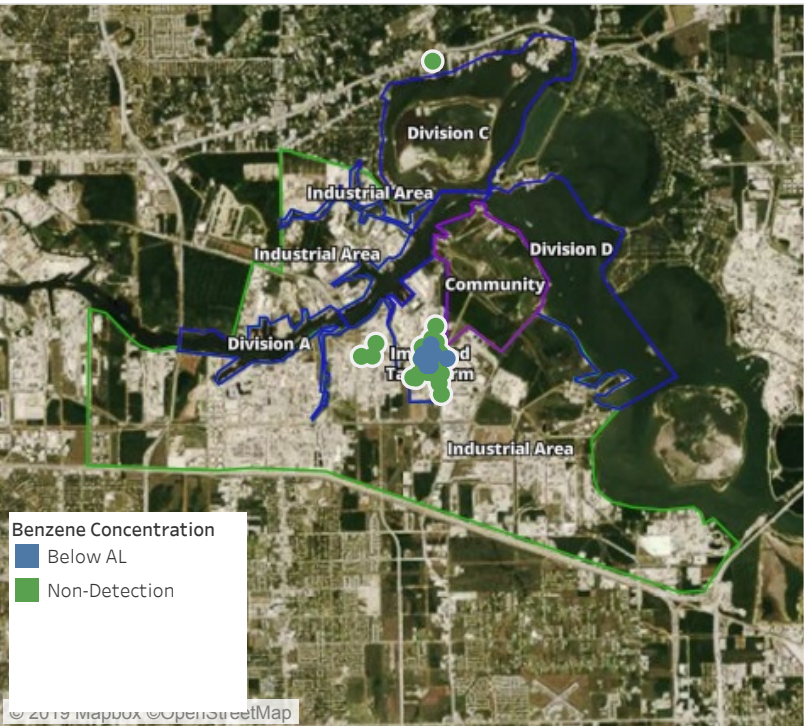 Division C
Industrial Area
Division D
Industrial Area
Community
Division A
Industrial Area
Benzene Concentration
Below AL
Non-Detection
© 2019 Mapbox ©OpenStreetMap